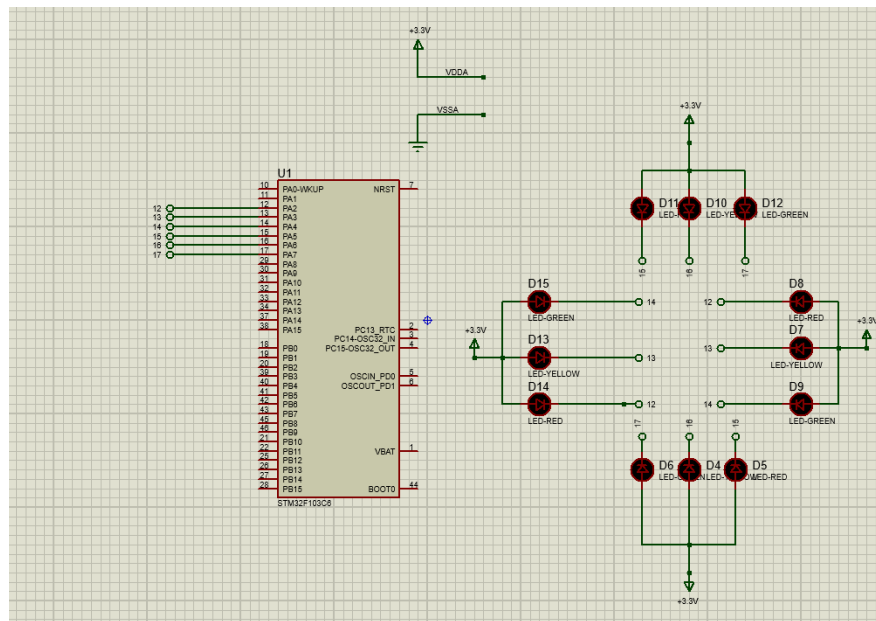 +3.3V
VDDA
VSSA
+3.3V
U1
10 PA0-WKUP NRST 7
11 PA1
12 12 PA2
13 13 PA3
14 14 PA4
15 15 PA5
16 16 PA6
17 17 PA7
29 PA8
30 PA9
31 PA10
32 PA11
33 PA12
34 PA13
37 PA14
38 PA15
PC13_RTC 2
PC14-OSC32_IN 3
PC15-OSC32_OUT 4
18 PB0
19 PB1
20 PB2
39 PB3
40 PB4
41 PB5
42 PB6
43 PB7
45 PB8
46 PB9
21 PB10
22 PB11
25 PB12
26 PB13
27 PB14
28 PB15
OSCIN_PD0 5
OSCOUT_PD1 6
VBAT 1
BOOT0 44
STM32F103C6
D11 D10 D12
LED-GREEN
15 16 17
D15
14
LED-GREEN
+3.3V
D13
13
LED-YELLOW
D14
12
LED-RED
D8
12
LED-RED
+3.3V
D7
13
LED-YELLOW
D9
14
LED-GREEN
17 16 15
D6 D4 D5
+3.3V